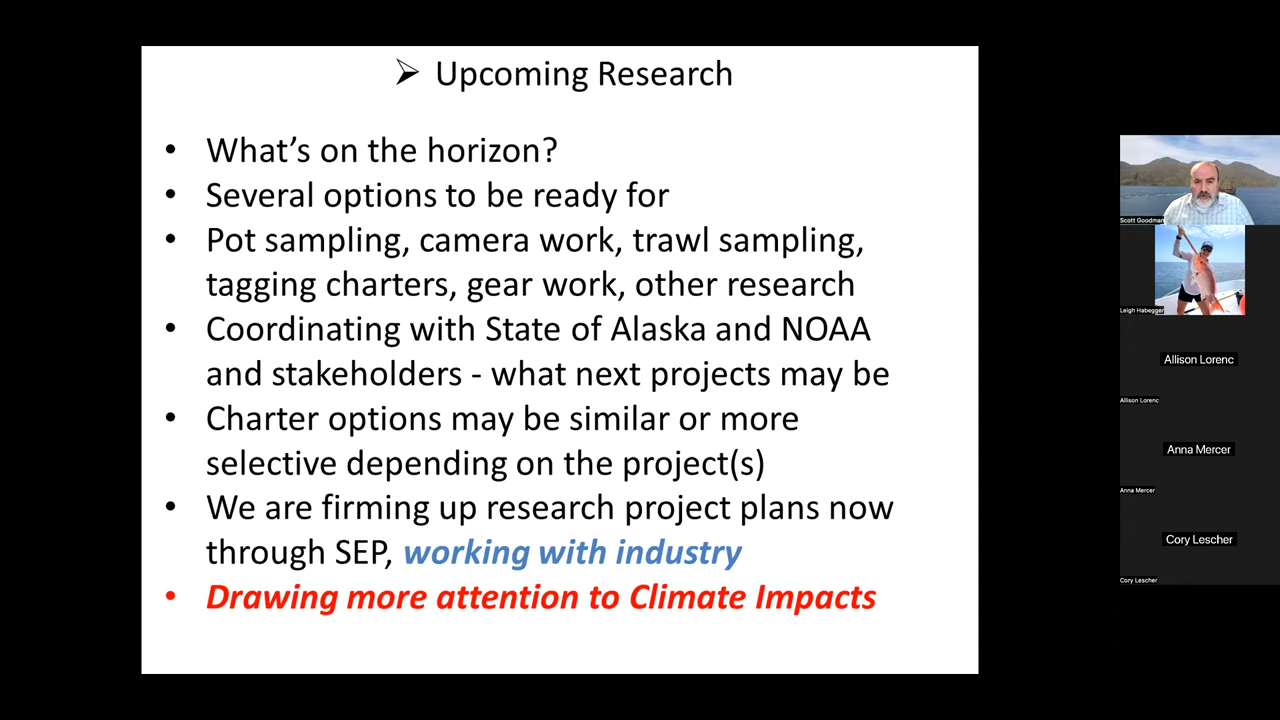 ➢ Upcoming Research
• What's on the horizon?
• Several options to be ready for
• Pot sampling, camera work, trawl sampling,
tagging charters, gear work, other research
• Coordinating with State of Alaska and NOAA
and stakeholders - what next projects may be
• Charter options may be similar or more
selective depending on the project(s)
• We are firming up research project plans now
through SEP, working with industry
• Drawing more attention to Climate Impacts
Scott Goodman
Leigh Habegger
Allison Lorenc
Allison Lorenc
Anna Mercer
Anna Mercer
Cory Lescher
Cory Lescher